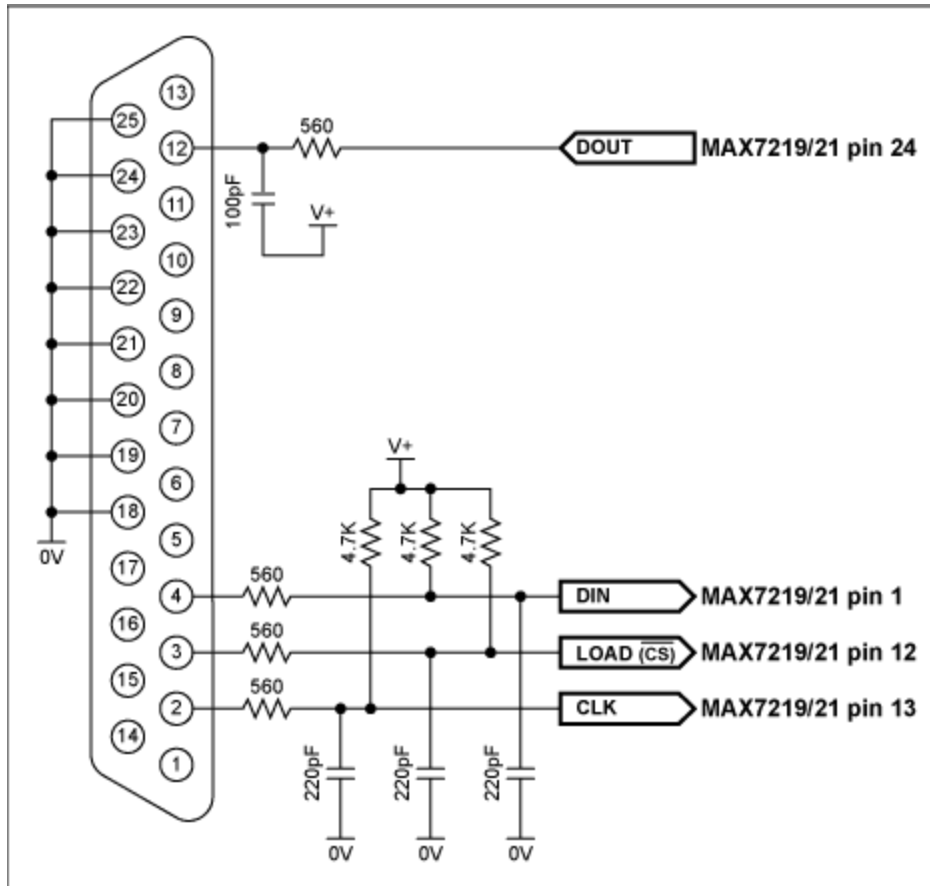 13
25
12
560
DOUT
MAX7219/21 pin 24
24
100pF
V+
11
23
10
22
9
21
8
20
7
19
V+
6
18
4.7K
4.7K
4.7K
5
0V
17
4
560
DIN
MAX7219/21 pin 1
16
3
560
LOAD (CS)
MAX7219/21 pin 12
15
2
560
CLK
MAX7219/21 pin 13
14
1
220pF
220pF
220pF
0V
0V
0V